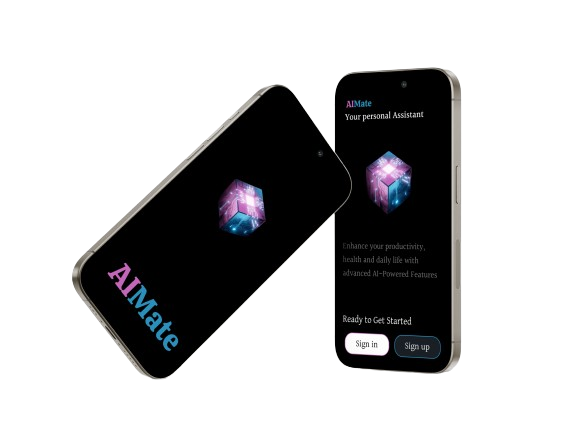 AIMate
AIMate
Your personal Assistant
Enhance your productivity,
health and daily life with
advanced AI-Powered Features
Ready to Get Started
Sign in
Sign up